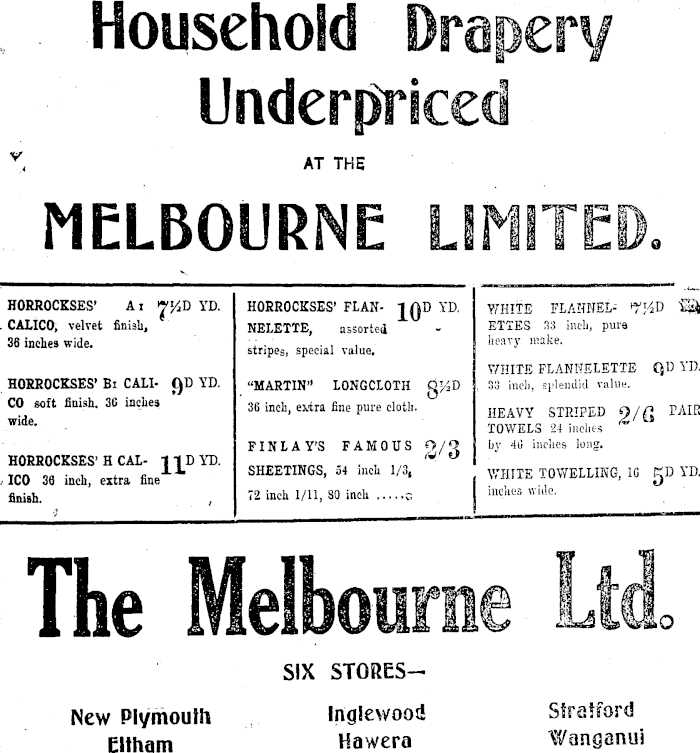 Household Drapery
Underpriced
AT THE
MELBOURNE LIMITED.
HORROCKSES' A1 7½D YD.
CALICO, velvet finish,
36 inches wide.
HORROCKSES' B1 CALI- 9D YD.
CO soft finish. 36 inches
wide.
HORROCKSES' H CAL- 11D YD.
ICO 36 inch, extra fine
finish.
HORROCKSES' FLAN- 10D YD.
NELETTE, assorted
stripes, special value.
"MARTIN" LONGCLOTH 8½D
36 inch, extra fine pure cloth.
FINLAY'S FAMOUS 2/3
SHEETINGS, 54 inch 1/3,
72 inch 1/11, 80 inch .....
WHITE FLANNEL- 7½D
ETTES 33 inch, pure
heavy make.
WHITE FLANNELETTE 9D YD.
33 inch, splendid value.
HEAVY STRIPED 2/6 PAIR
TOWELS 24 inches
by 46 inches long.
WHITE TOWELLING, 16 5D YD.
inches wide.
The Melbourne Ltd.
SIX STORES—
New Plymouth Inglewood Stratford
Eltham Hawera Wanganui